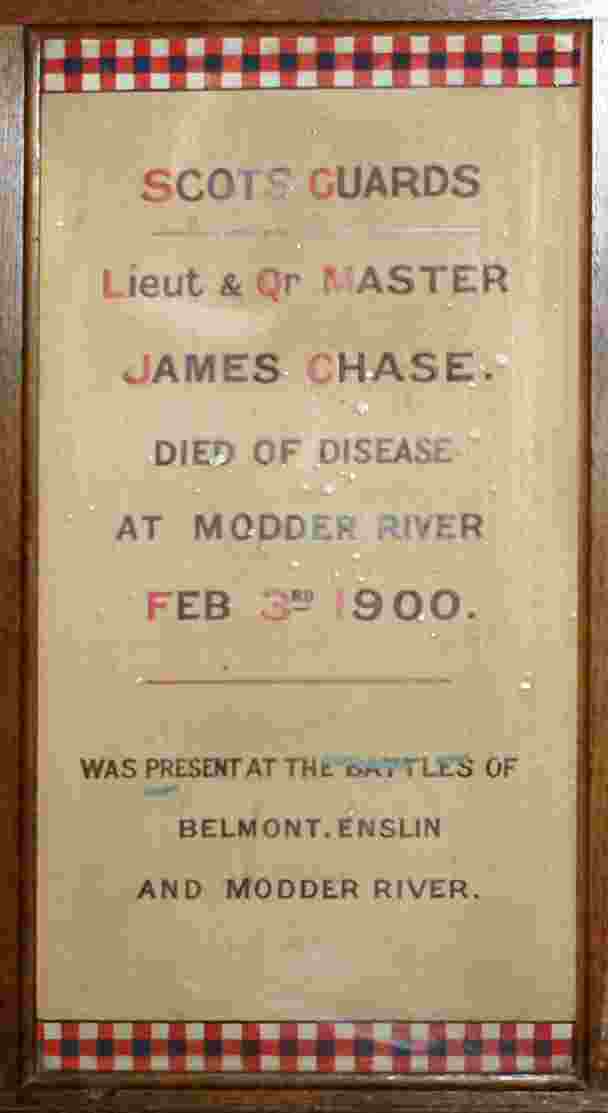 SCOTS GUARDS
Lieut & Qr MASTER
JAMES CHASE.
DIED OF DISEASE
AT MODDER RIVER
FEB 3RD 1900.
WAS PRESENT AT THE BATTLES OF
BELMONT. ENSLIN
AND MODDER RIVER.